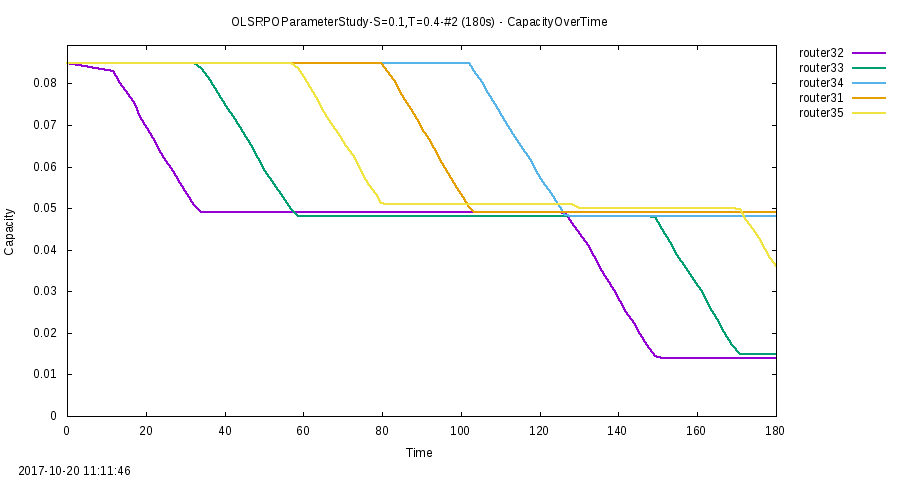 OLSRPOParameterStudy-S=0.1,T=0.4-#2 (180s) - CapacityOverTime
router32
router33
router34
router31
router35
Capacity
0.08
0.07
0.06
0.05
0.04
0.03
0.02
0.01
0
0 20 40 60 80 100 120 140 160 180
Time
2017-10-20 11:11:46